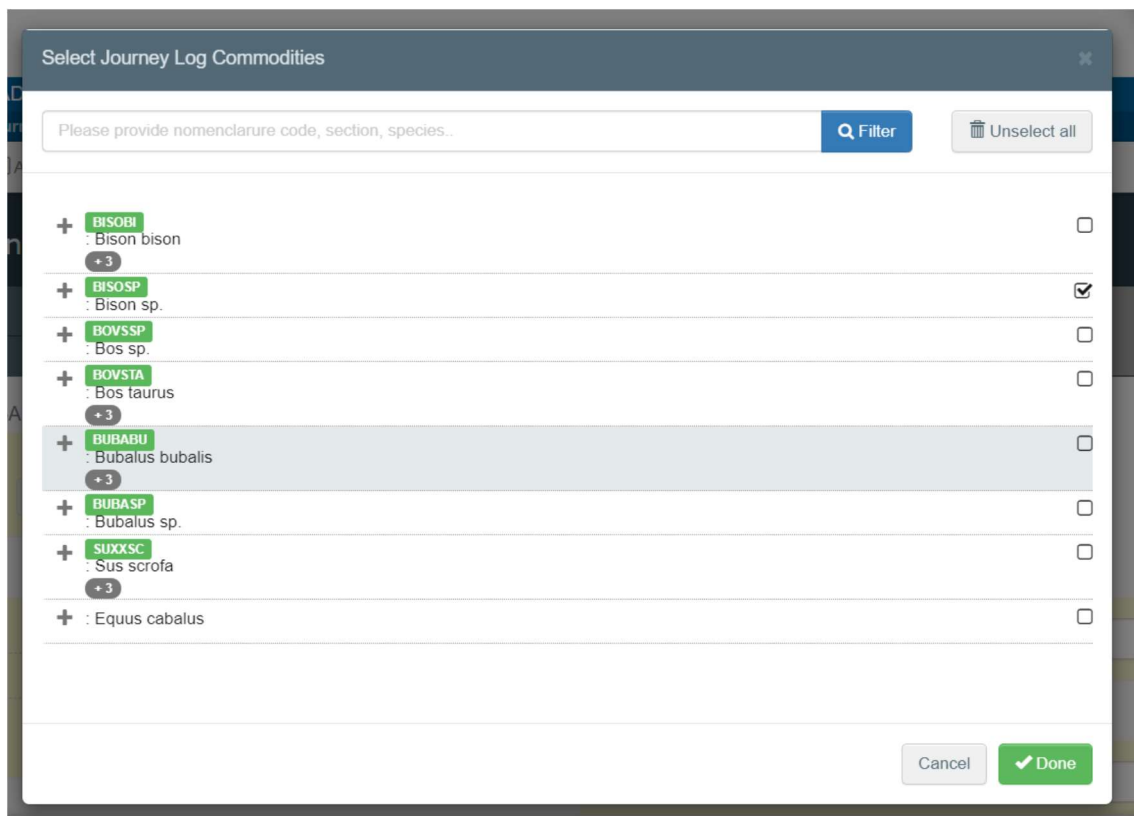 Select Journey Log Commodities
Please provide nomenclarure code, section, species..
Filter
Unselect all
BISOBI
: Bison bison
+ 3
BISOSP
: Bison sp.
BOVSSP
: Bos sp.
BOVSTA
: Bos taurus
+ 3
BUBABU
: Bubalus bubalis
+ 3
BUBASP
: Bubalus sp.
SUXXSC
: Sus scrofa
+ 3
: Equus cabalus
Cancel
Done